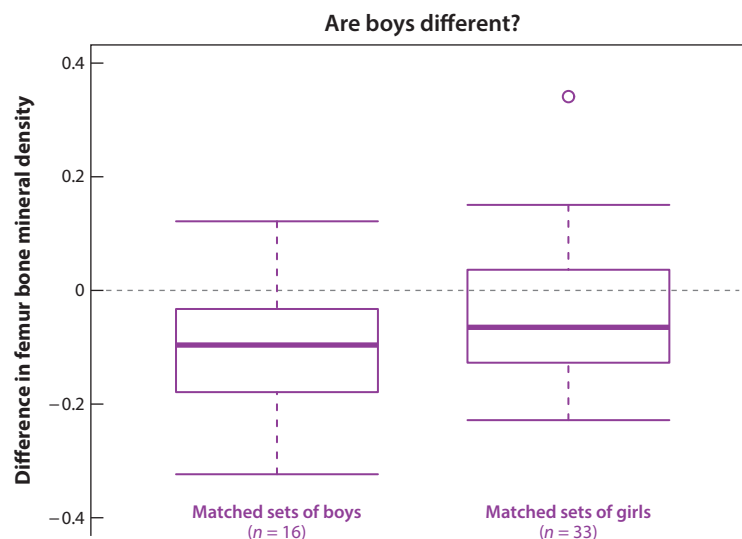 Are boys different?
Difference in femur bone mineral density
0.4
0.2
0
−0.2
−0.4
Matched sets of boys
(n = 16)
Matched sets of girls
(n = 33)